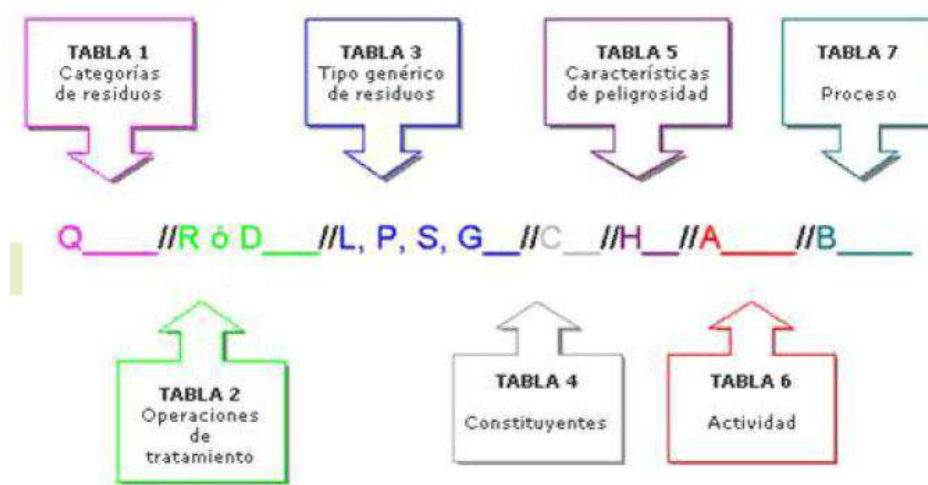 TABLA 1
Categorías
de residuos
TABLA 3
Tipo genérico
de residuos
TABLA 5
Características
de peligrosidad
TABLA 7
Proceso
Q____//R ó D____//L, P, S, G__//C__//H__//A____//B____
TABLA 2
Operaciones
de
tratamiento
TABLA 4
Constituyentes
TABLA 6
Actividad